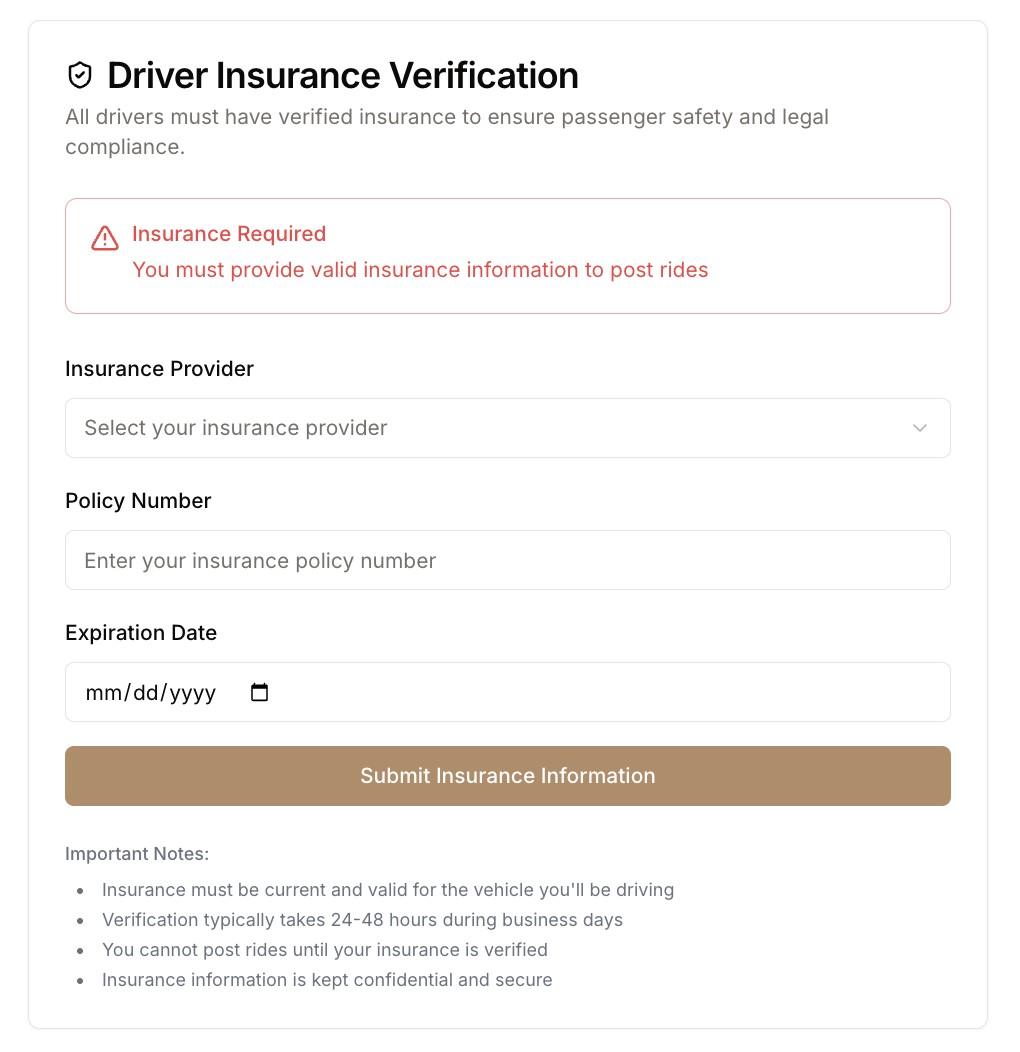 Driver Insurance Verification
All drivers must have verified insurance to ensure passenger safety and legal
compliance.
Insurance Required
You must provide valid insurance information to post rides
Insurance Provider
Select your insurance provider
Policy Number
Enter your insurance policy number
Expiration Date
mm/dd/yyyy
Submit Insurance Information
Important Notes:
• Insurance must be current and valid for the vehicle you'll be driving
• Verification typically takes 24-48 hours during business days
• You cannot post rides until your insurance is verified
• Insurance information is kept confidential and secure